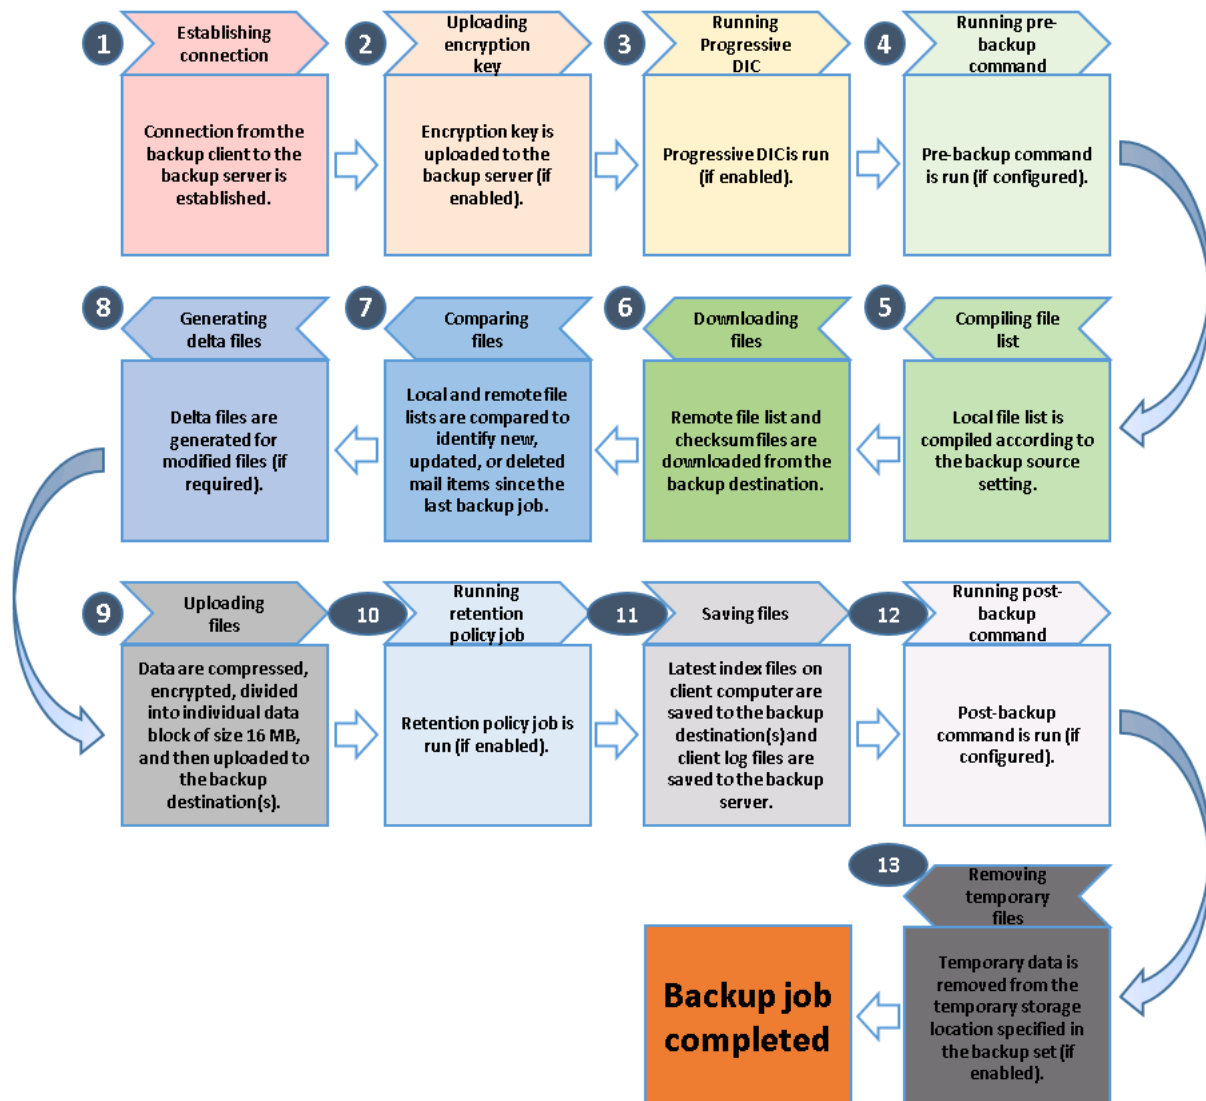 1
Establishing
connection
Connection from the
backup client to the
backup server is
established.
2
Uploading
encryption
key
Encryption key is
uploaded to the
backup server (if
enabled).
3
Running
Progressive
DIC
Progressive DIC is run
(if enabled).
4
Running pre-
backup
command
Pre-backup command
is run (if configured).
5
Compiling file
list
Local file list is
compiled according to
the backup source
setting.
6
Downloading
files
Remote file list and
checksum files are
downloaded from the
backup destination.
7
Comparing
files
Local and remote file
lists are compared to
identify new,
updated, or deleted
mail items since the
last backup job.
8
Generating
delta files
Delta files are
generated for
modified files (if
required).
9
Uploading
files
Data are compressed,
encrypted, divided
into individual data
block of size 16 MB,
and then uploaded to
the backup
destination(s).
10
Running
retention
policy job
Retention policy job is
run (if enabled).
11
Saving files
Latest index files on
client computer are
saved to the backup
destination(s) and
client log files are
saved to the backup
server.
12
Running post-
backup
command
Post-backup
command is run (if
configured).
13
Removing
temporary
files
Temporary data is
removed from the
temporary storage
location specified in
the backup set (if
enabled).
Backup job
completed